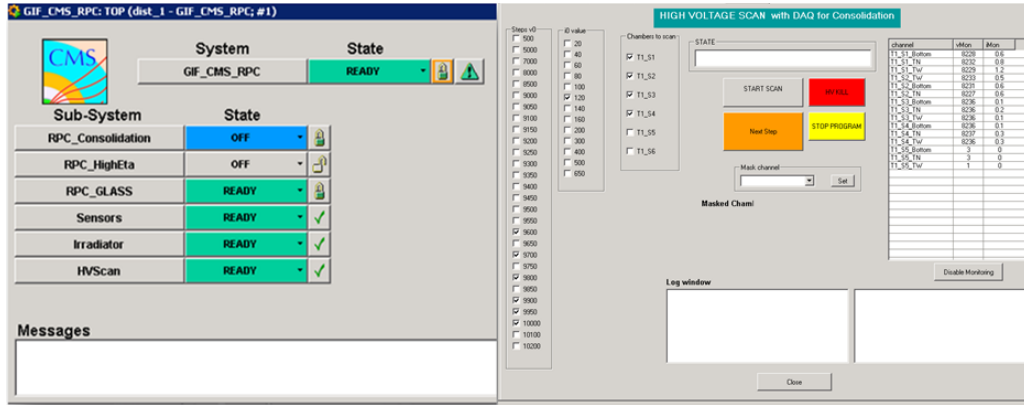 GIF_CMS_RPC: TOP (dist_1 - GIF_CMS_RPC; #1)
CMS
System State
GIF_CMS_RPC READY
Sub-System State
RPC_Consolidation OFF
RPC_HighEta OFF
RPC_GLASS READY
Sensors READY
Irradiator READY
HVScan READY
Messages
HIGH VOLTAGE SCAN with DAQ for Consolidation
Steps v0
500
5000
7000
8000
8500
9000
9050
9100
9150
9200
9250
9300
9350
9400
9450
9500
9550
9600
9650
9700
9750
9800
9850
9900
9950
10000
10100
10200
i0 value
20
40
60
80
100
120
140
160
200
300
400
500
650
Chambers to scan
T1_S1
T1_S2
T1_S3
T1_S4
T1_S5
T1_S6
STATE
START SCAN
HV KILL
Next Step
STOP PROGRAM
Mask channel
Set
Masked Chaml
channel vMon iMon
T1_S1_Bottom 8228 0.6
T1_S1_TN 8232 0.8
T1_S1_TW 8229 1.2
T1_S2_TW 8233 0.5
T1_S2_Bottom 8231 0.6
T1_S2_TN 8227 0.6
T1_S3_Bottom 8236 0.1
T1_S3_TN 8236 0.2
T1_S3_TW 8236 0.1
T1_S4_Bottom 8236 0.1
T1_S4_TN 8237 0.3
T1_S4_TW 8236 0.3
T1_S5_Bottom 3 0
T1_S5_TN 3 0
T1_S5_TW 1 0
Disable Monitoring
Log window
Close